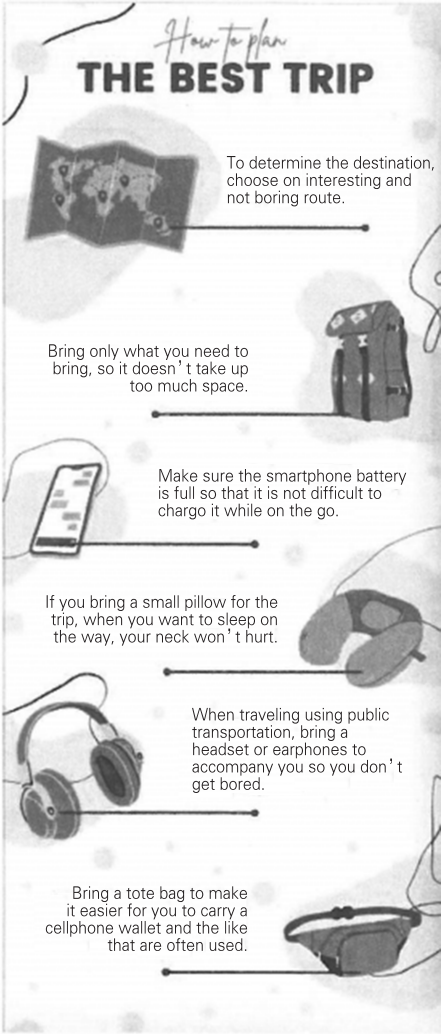 How to plan
THE BEST TRIP
To determine the destination,
choose on interesting and
not boring route.
Bring only what you need to
bring, so it doesn't take up
too much space.
Make sure the smartphone battery
is full so that it is not difficult to
chargo it while on the go.
If you bring a small pillow for the
trip, when you want to sleep on
the way, your neck won't hurt.
When traveling using public
transportation, bring a
headset or earphones to
accompany you so you don't
get bored.
Bring a tote bag to make
it easier for you to carry a
cellphone wallet and the like
that are often used.